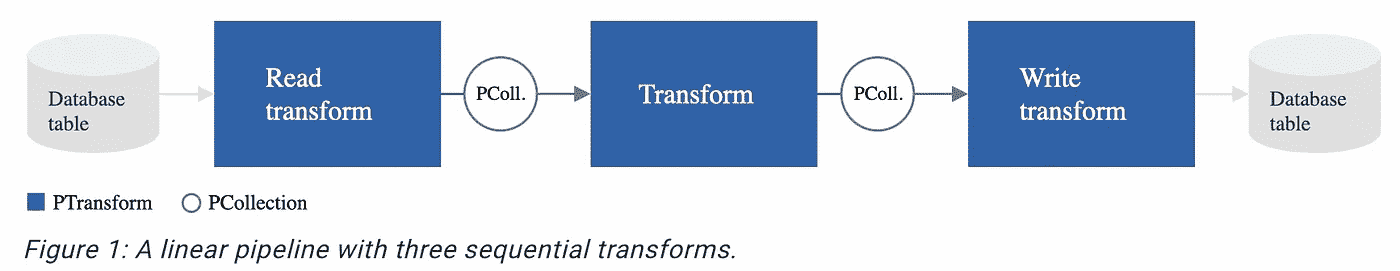 Database
table
Read
transform
PColl.
Transform
PColl.
Write
transform
Database
table
PTransform
PCollection
Figure 1: A linear pipeline with three sequential transforms.